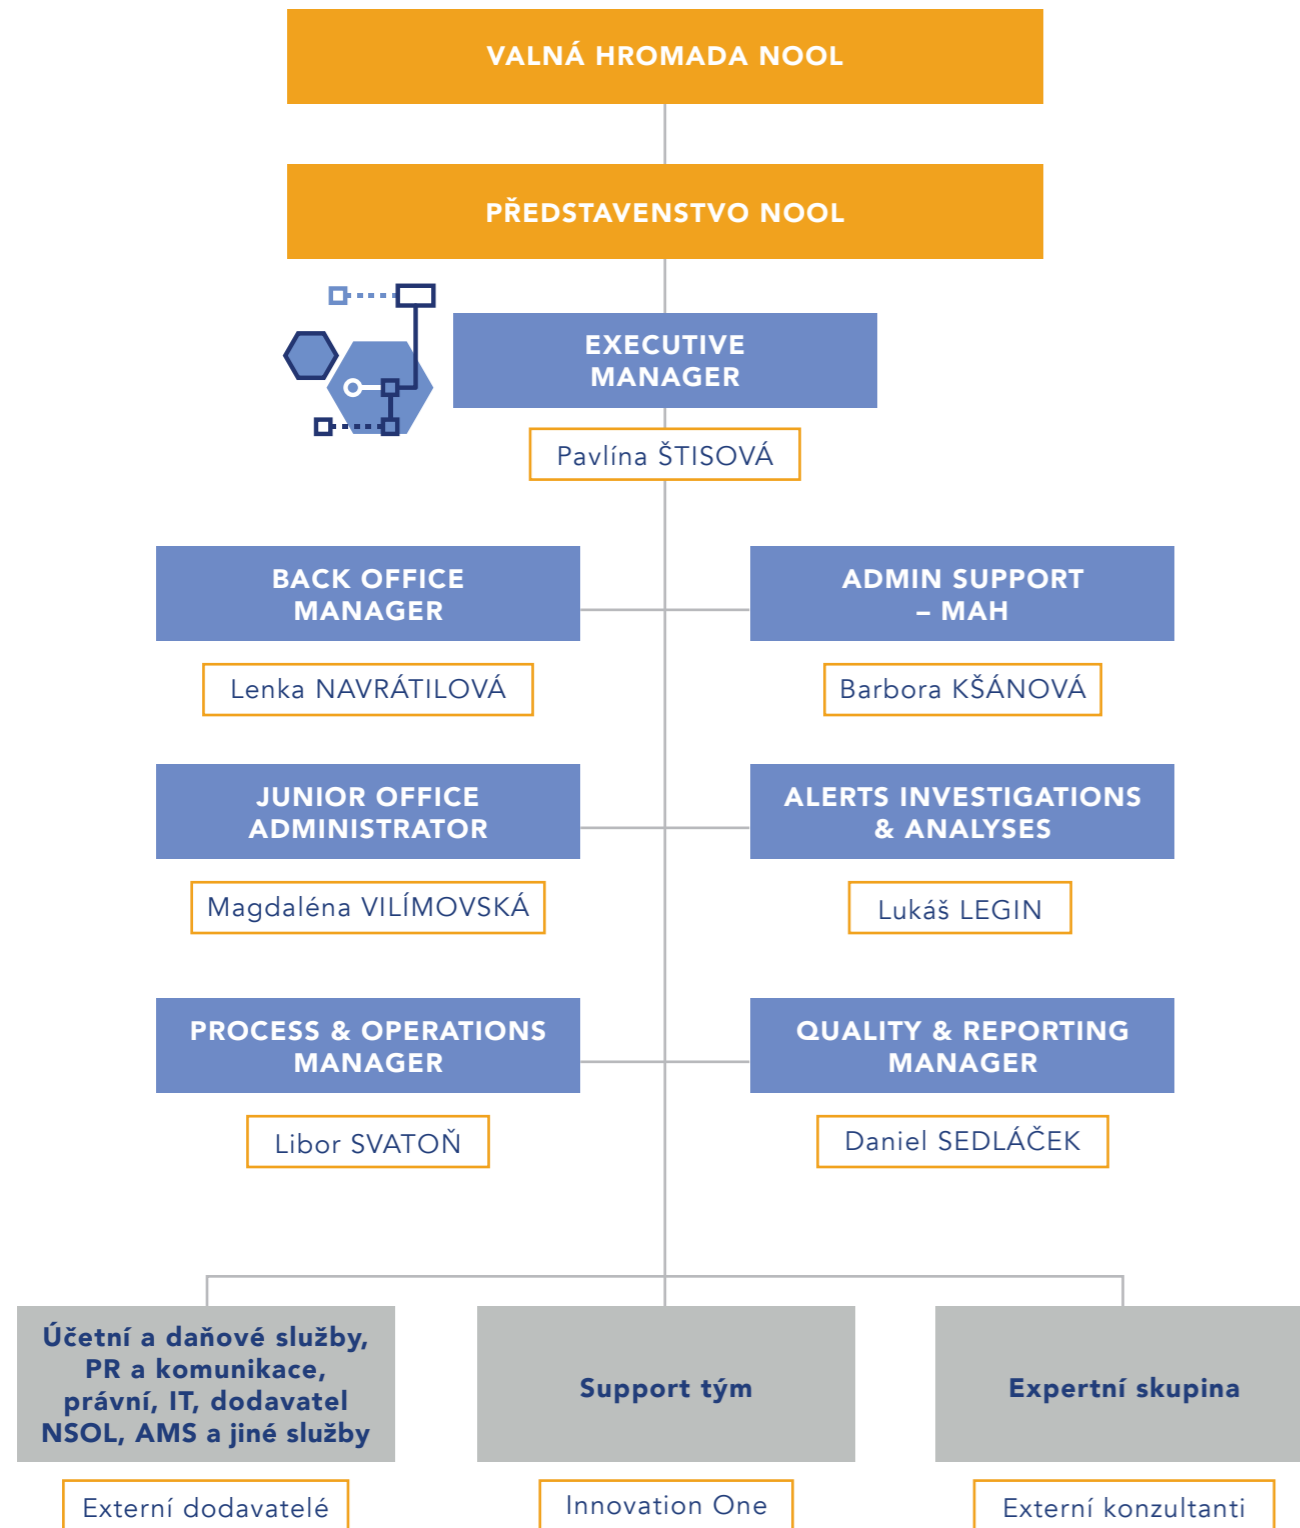 VALNÁ HROMADA NOOL
PŘEDSTAVENSTVO NOOL
EXECUTIVE
MANAGER
Pavlína ŠTISOVÁ
BACK OFFICE
MANAGER
Lenka NAVRÁTILOVÁ
ADMIN SUPPORT
– MAH
Barbora KŠÁNOVÁ
JUNIOR OFFICE
ADMINISTRATOR
Magdaléna VILÍMOVSKÁ
ALERTS INVESTIGATIONS
& ANALYSES
Lukáš LEGIN
PROCESS & OPERATIONS
MANAGER
Libor SVATOŇ
QUALITY & REPORTING
MANAGER
Daniel SEDLÁČEK
Účetní a daňové služby,
PR a komunikace,
právní, IT, dodavatel
NSOL, AMS a jiné služby
Externí dodavatelé
Support tým
Innovation One
Expertní skupina
Externí konzultanti